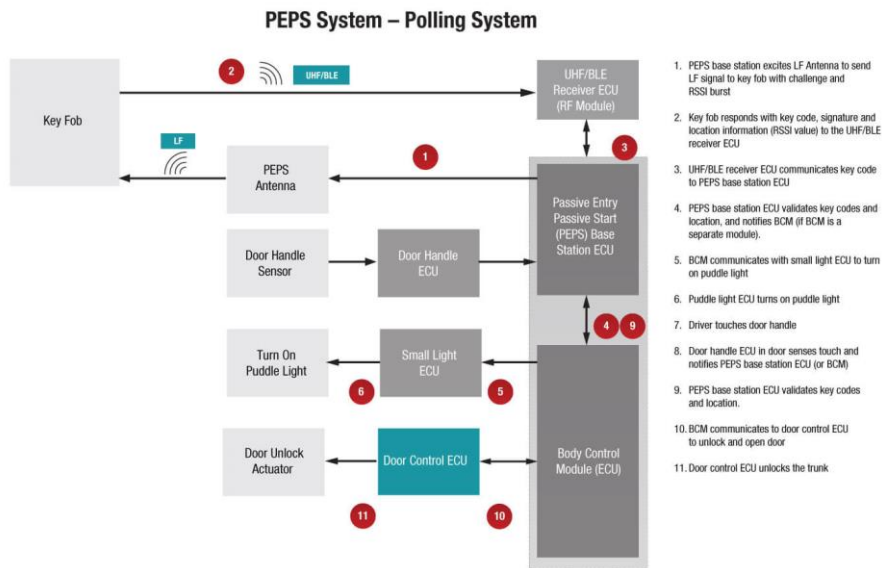 PEPS System – Polling System
2
UHF/BLE
UHF/BLE
Receiver ECU
(RF Module)
Key Fob
LF
1
3
PEPS
Antenna
Passive Entry
Passive Start
(PEPS) Base
Station ECU
Door Handle
Sensor
Door Handle
ECU
4
9
Turn On
Puddle Light
Small Light
ECU
6
5
Door Unlock
Actuator
Door Control ECU
Body Control
Module (ECU)
11
10
1. PEPS base station excites LF Antenna to send
LF signal to key fob with challenge and
RSSI burst
2. Key fob responds with key code, signature and
location information (RSSI value) to the UHF/BLE
receiver ECU
3. UHF/BLE receiver ECU communicates key code
to PEPS base station ECU
4. PEPS base station ECU validates key codes and
location, and notifies BCM (if BCM is a
separate module).
5. BCM communicates with small light ECU to turn
on puddle light
6. Puddle light ECU turns on puddle light
7. Driver touches door handle
8. Door handle ECU in door senses touch and
notifies PEPS base station ECU (or BCM)
9. PEPS base station ECU validates key codes
and location.
10. BCM communicates to door control ECU
to unlock and open door
11. Door control ECU unlocks the trunk